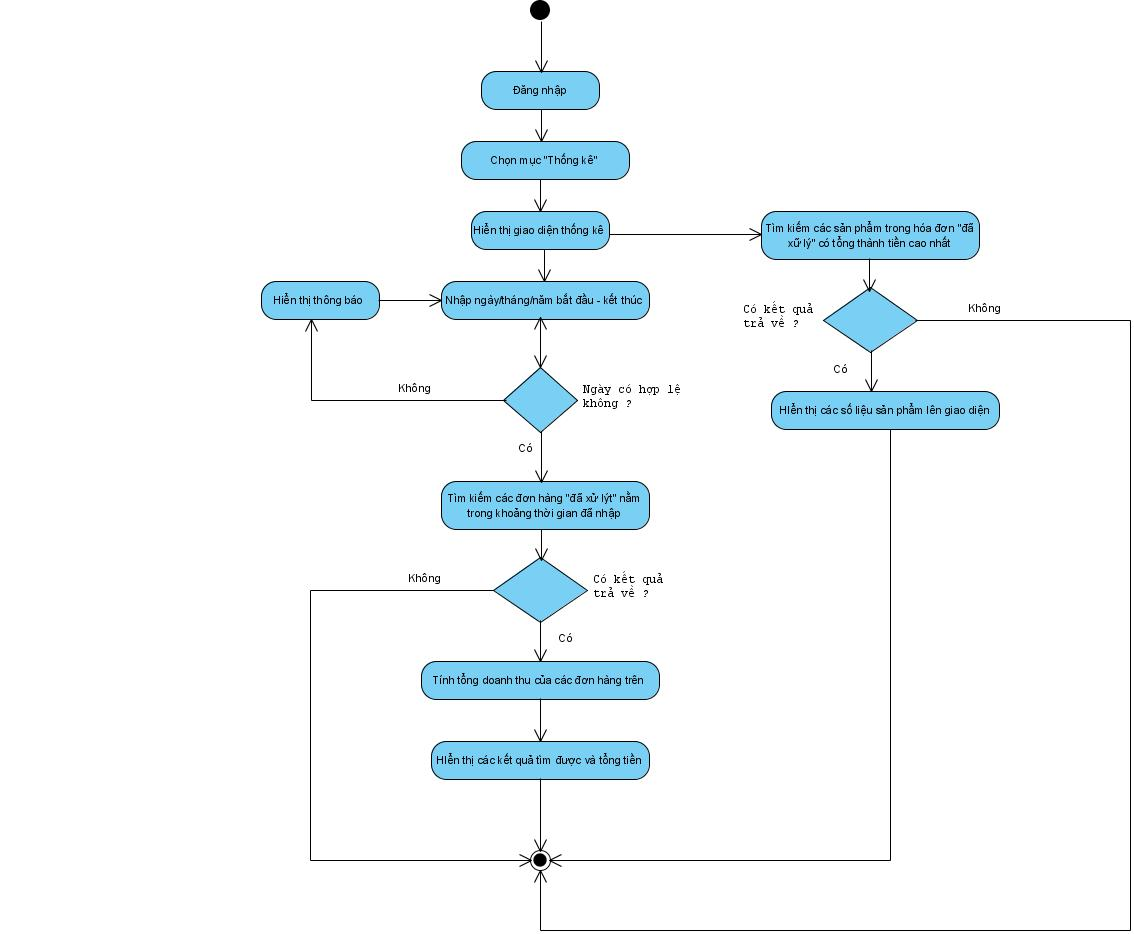 Đăng nhập
Chọn mục "Thống kê"
Hiển thị giao diện thống kê
Tìm kiếm các sản phẩm trong hóa đơn "đã
xữ lý" có tổng thành tiền cao nhất
Hiển thị thông báo
Nhập ngày/tháng/năm bắt đầu - kết thúc
Có kết quả
trả về ?
Không
Có
Không
Ngày có hợp lệ
không ?
HIển thị các số liệu sản phẩm lên giao diện
Có
Tìm kiếm các đơn hàng "đã xử lýt" nằm
trong khoảng thời gian đã nhập
Không
Có kết quả
trả về ?
Có
Tính tổng doanh thu của các đơn hàng trên
HIển thị các kết quả tìm được và tổng tiền